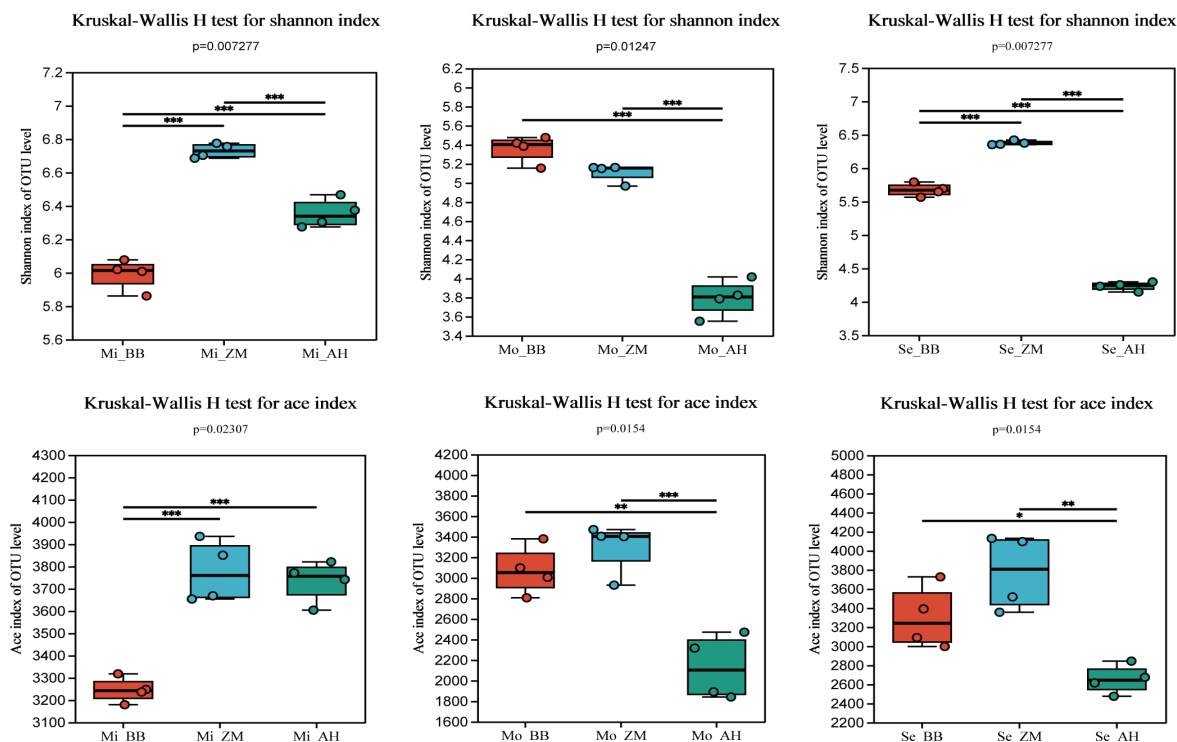 Kruskal-Wallis H test for shannon index
p=0.007277
Shannon index of OTU level
7
6.8
6.6
6.4
6.2
6
5.8
5.6
***
***
***
Mi_BB
Mi_ZM
Mi_AH
Kruskal-Wallis H test for shannon index
p=0.01247
Shannon index of OTU level
6.2
6
5.8
5.6
5.4
5.2
5
4.8
4.6
4.4
4.2
4
3.8
3.6
3.4
***
***
Mo_BB
Mo_ZM
Mo_AH
Kruskal-Wallis H test for shannon index
p=0.007277
Shannon index of OTU level
7.5
7
6.5
6
5.5
5
4.5
4
3.5
***
***
***
Se_BB
Se_ZM
Se_AH
Kruskal-Wallis H test for ace index
p=0.02307
Ace index of OTU level
4300
4200
4100
4000
3900
3800
3700
3600
3500
3400
3300
3200
3100
***
***
Mi_BB
Mi_ZM
Mi_AH
Kruskal-Wallis H test for ace index
p=0.0154
Ace index of OTU level
4200
4000
3800
3600
3400
3200
3000
2800
2600
2400
2200
2000
1800
1600
***
**
Mo_BB
Mo_ZM
Mo_AH
Kruskal-Wallis H test for ace index
p=0.0154
Ace index of OTU level
5000
4800
4600
4400
4200
4000
3800
3600
3400
3200
3000
2800
2600
2400
2200
**
*
Se_BB
Se_ZM
Se_AH